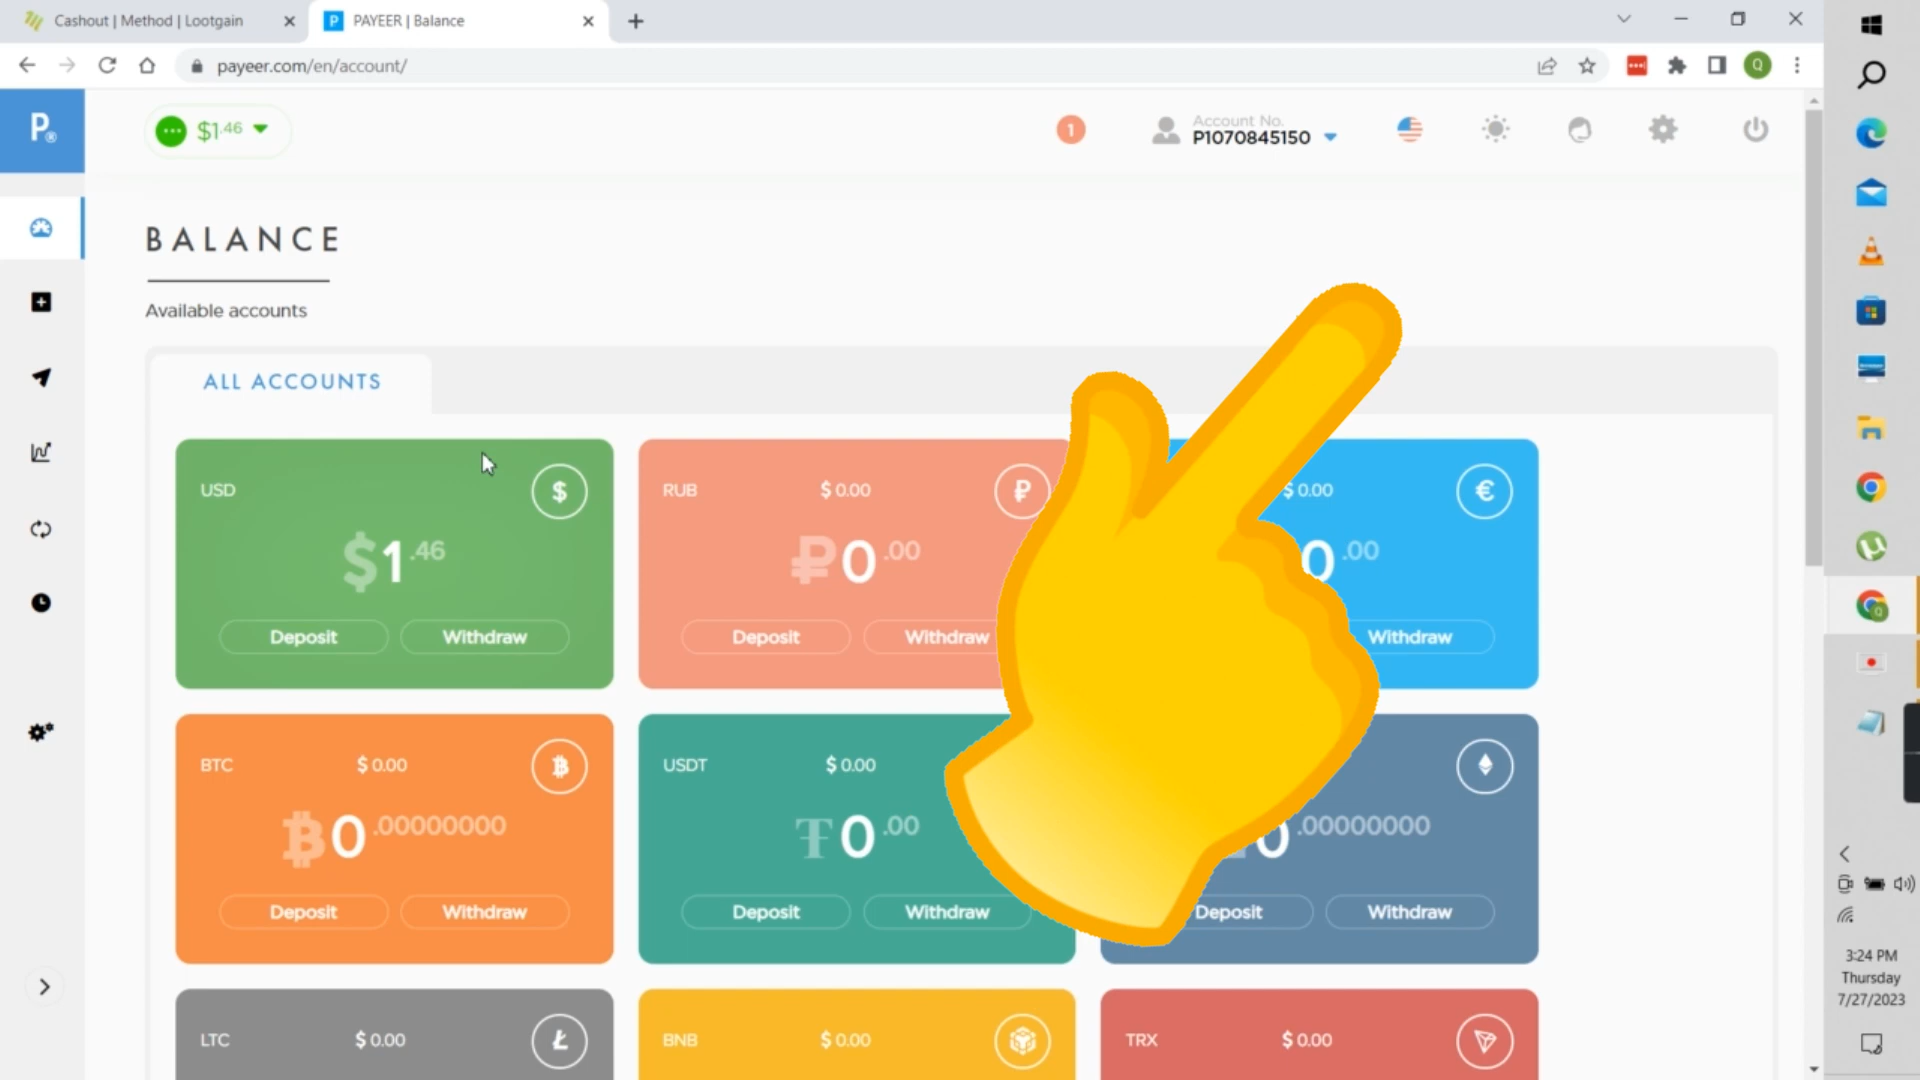 Cashout | Method | Lootgain
P PAYEER | Balance
payeer.com/en/account/
Q
P®
$1.46
1
Account No.
P1070845150
BALANCE
Available accounts
ALL ACCOUNTS
USD $
$1.46
Deposit Withdraw
RUB $ 0.00 ₽
₽0.00
Deposit Withdraw
$ 0.00 €
0.00
Withdraw
BTC $ 0.00
₿0.00000000
Deposit Withdraw
USDT $ 0.00
₮0.00
Deposit Withdraw
0.00000000
Deposit Withdraw
LTC $ 0.00 Ł
BNB $ 0.00
TRX $ 0.00
3:24 PM
Thursday
7/27/2023